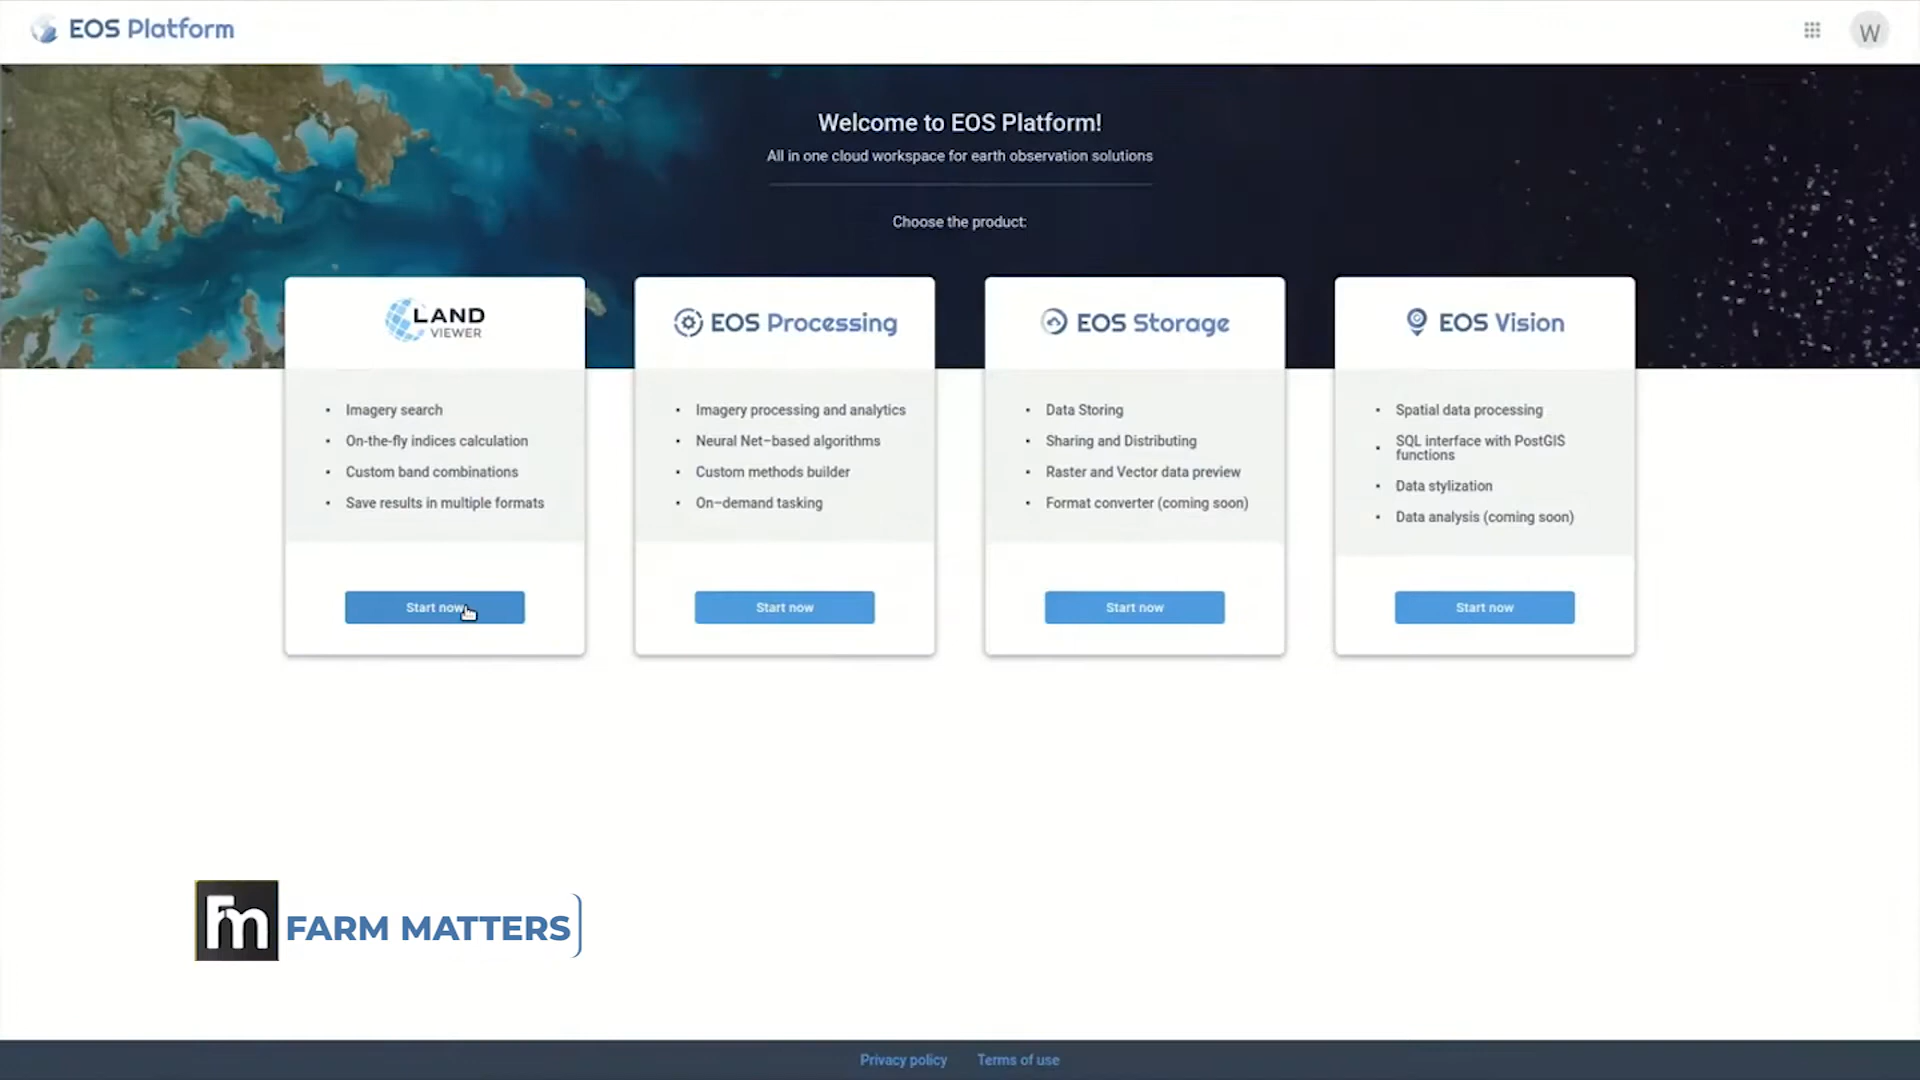 EOS Platform
W
Welcome to EOS Platform!
All in one cloud workspace for earth observation solutions
Choose the product:
LAND
VIEWER
• Imagery search
• On-the-fly indices calculation
• Custom band combinations
• Save results in multiple formats
Start now
EOS Processing
• Imagery processing and analytics
• Neural Net-based algorithms
• Custom methods builder
• On-demand tasking
Start now
EOS Storage
• Data Storing
• Sharing and Distributing
• Raster and Vector data preview
• Format converter (coming soon)
Start now
EOS Vision
• Spatial data processing
• SQL interface with PostGIS
functions
• Data stylization
• Data analysis (coming soon)
Start now
Fm FARM MATTERS
Privacy policy Terms of use